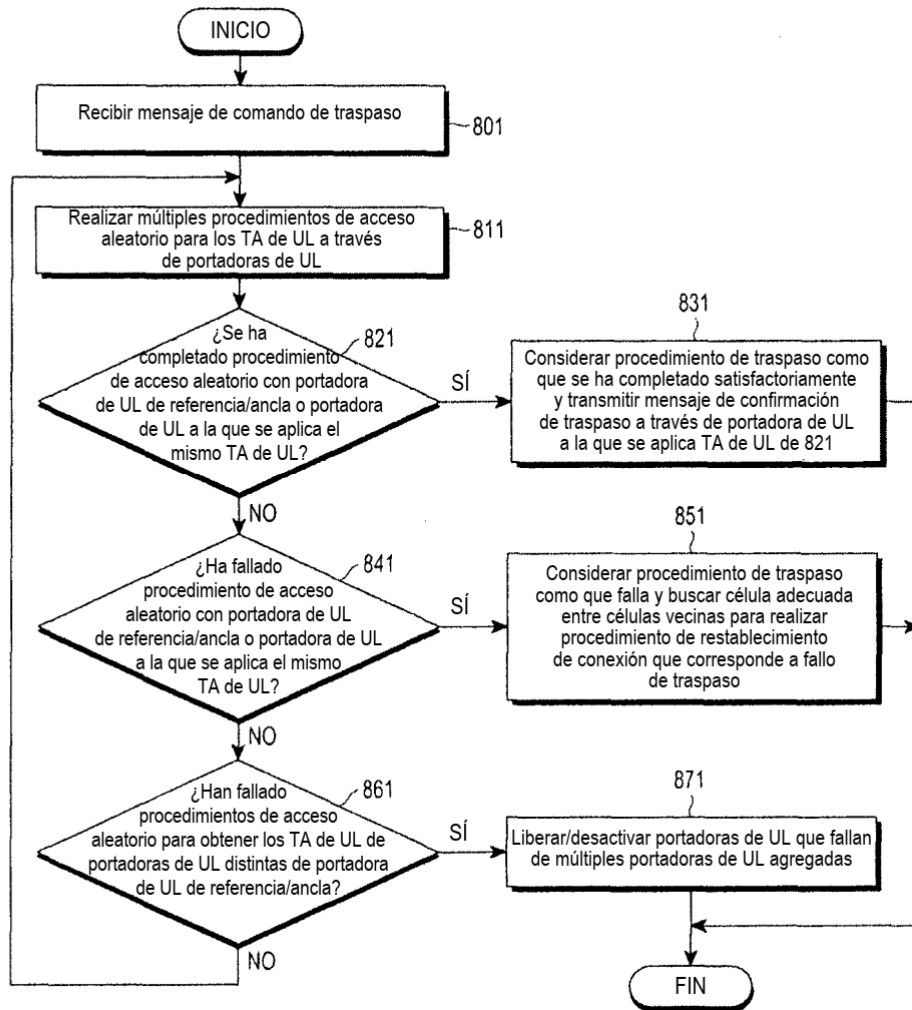 INICIO
Recibir mensaje de comando de traspaso
801
Realizar múltiples procedimientos de acceso
aleatorio para los TA de UL a través
de portadoras de UL
811
¿Se ha
completado procedimiento
de acceso aleatorio con portadora
de UL de referencia/ancla o portadora
de UL a la que se aplica el
mismo TA de UL?
821
SÍ
831
Considerar procedimiento de traspaso como
que se ha completado satisfactoriamente
y transmitir mensaje de confirmación
de traspaso a través de portadora de UL
a la que se aplica TA de UL de 821
NO
¿Ha fallado
procedimiento de acceso
aleatorio con portadora de UL
de referencia/ancla o portadora de UL
a la que se aplica el mismo
TA de UL?
841
SÍ
851
Considerar procedimiento de traspaso
como que falla y buscar célula adecuada
entre células vecinas para realizar
procedimiento de restablecimiento
de conexión que corresponde a fallo
de traspaso
NO
¿Han fallado
procedimientos de acceso
aleatorio para obtener los TA de UL de
portadoras de UL distintas de portadora
de UL de referencia/ancla?
861
SÍ
871
Liberar/desactivar portadoras de UL que fallan
de múltiples portadoras de UL agregadas
NO
FIN